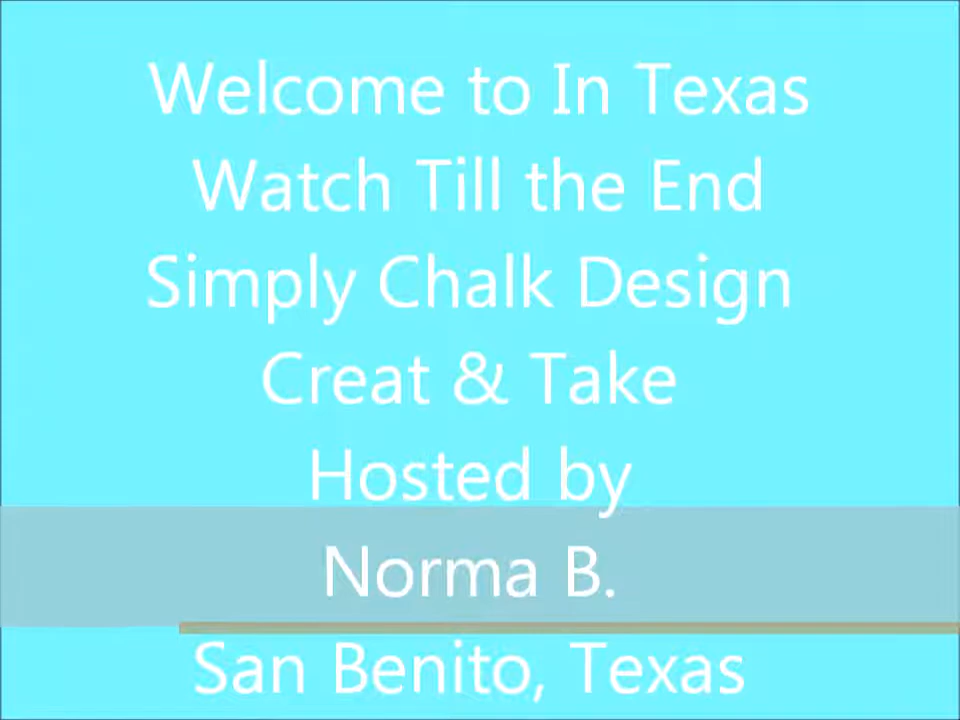 Welcome to In Texas
Watch Till the End
Simply Chalk Design
Creat & Take
Hosted by
Norma B.
San Benito, Texas